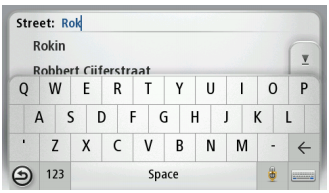 Street: Rok
Rokin
Robbert Cijferstraat
Q W E R T Y U I O P
A S D F G H J K L
' Z X C V B N M -
123 Space